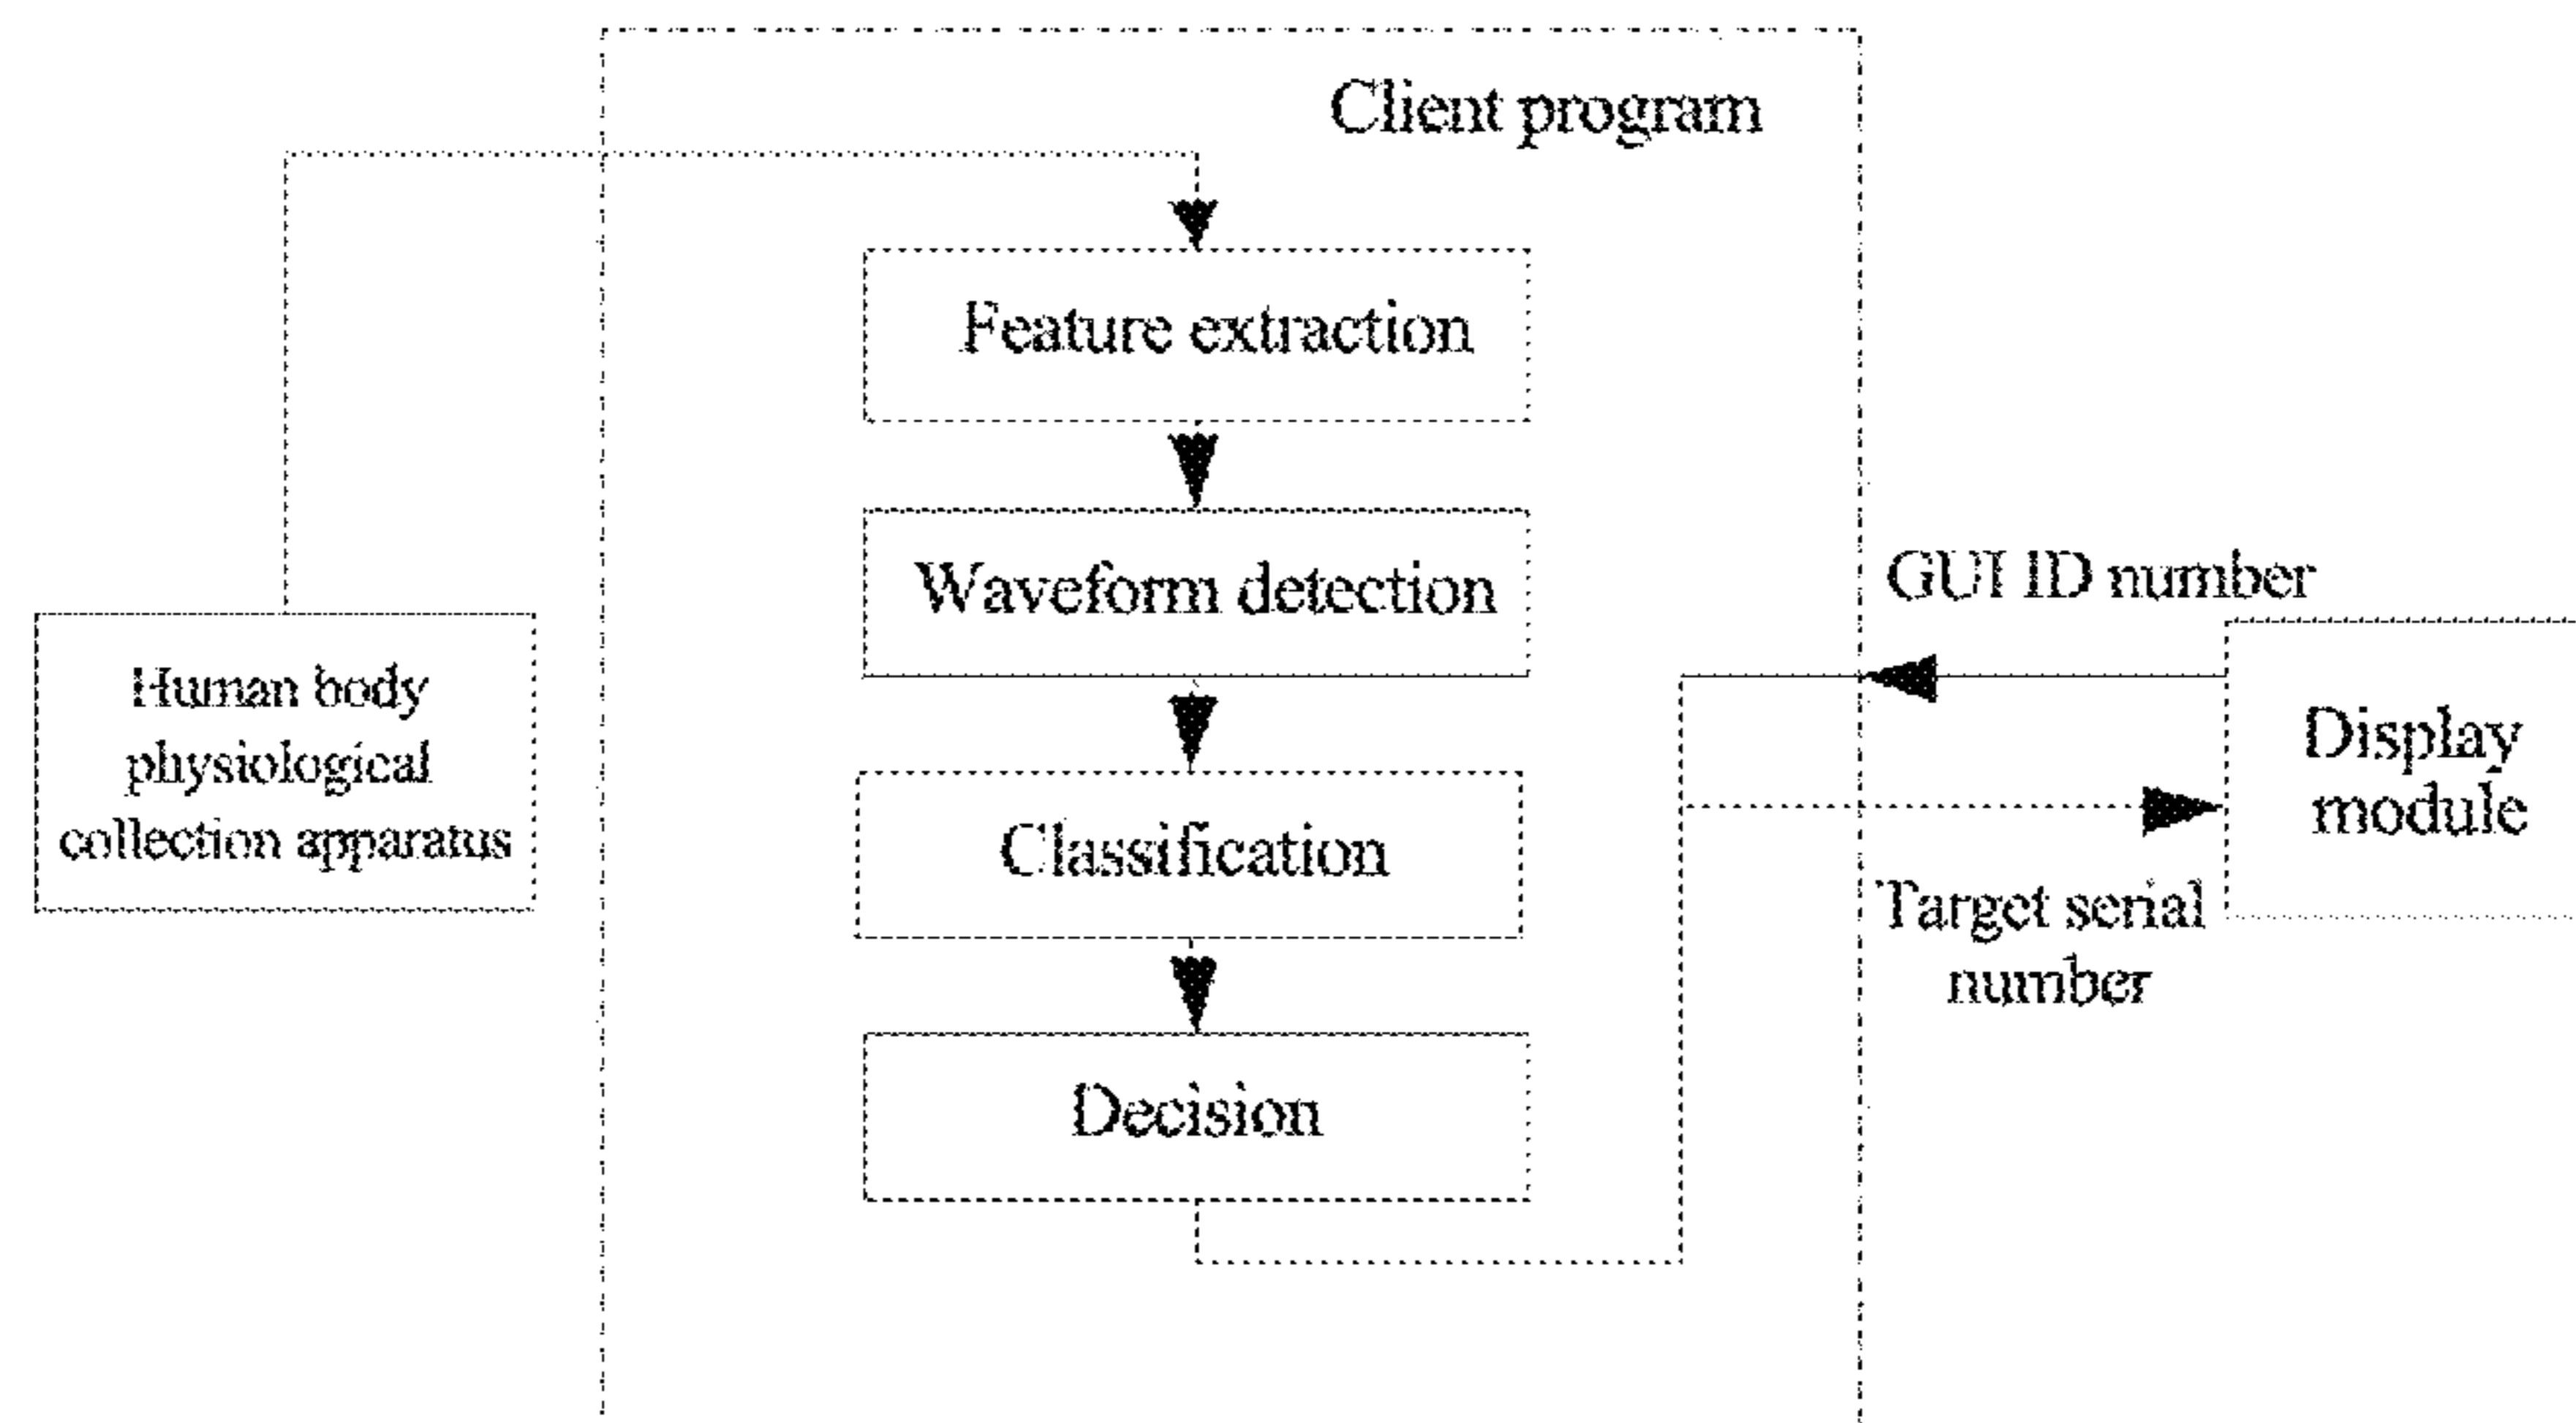 Client program
Feature extraction
Waveform detection
Classification
Decision
Human body
physiological
collection apparatus
GUI ID number
Display
module
Target serial
number